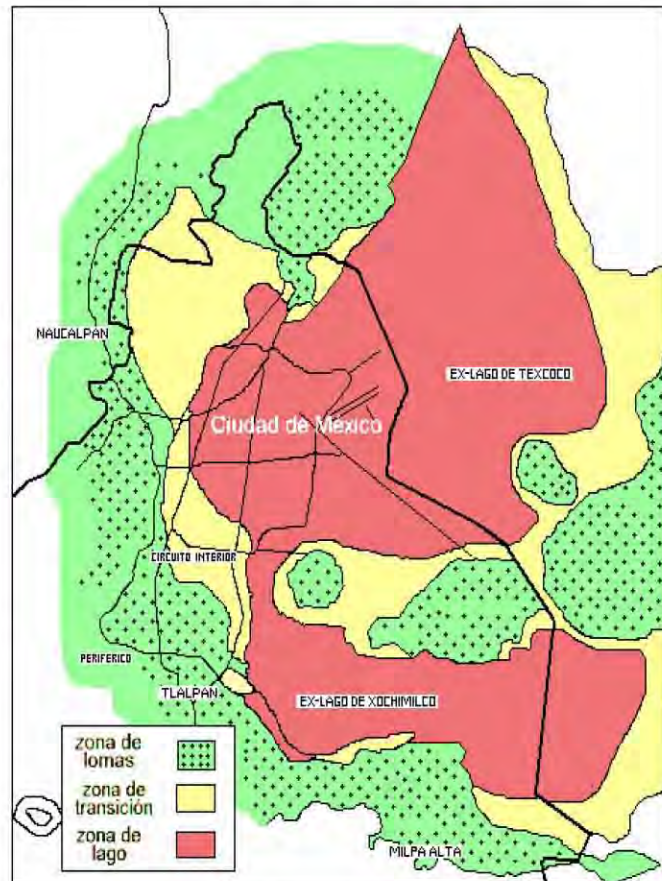 NAUCALPAN
EX-LAGO DE TEXCOCO
Ciudad de México
CIRCUITO INTERIOR
PERIFERICO
TLALPAN
EX-LAGO DE XOCHIMILCO
zona de
lomas
zona de
transición
zona de
lago
MILPA ALTA